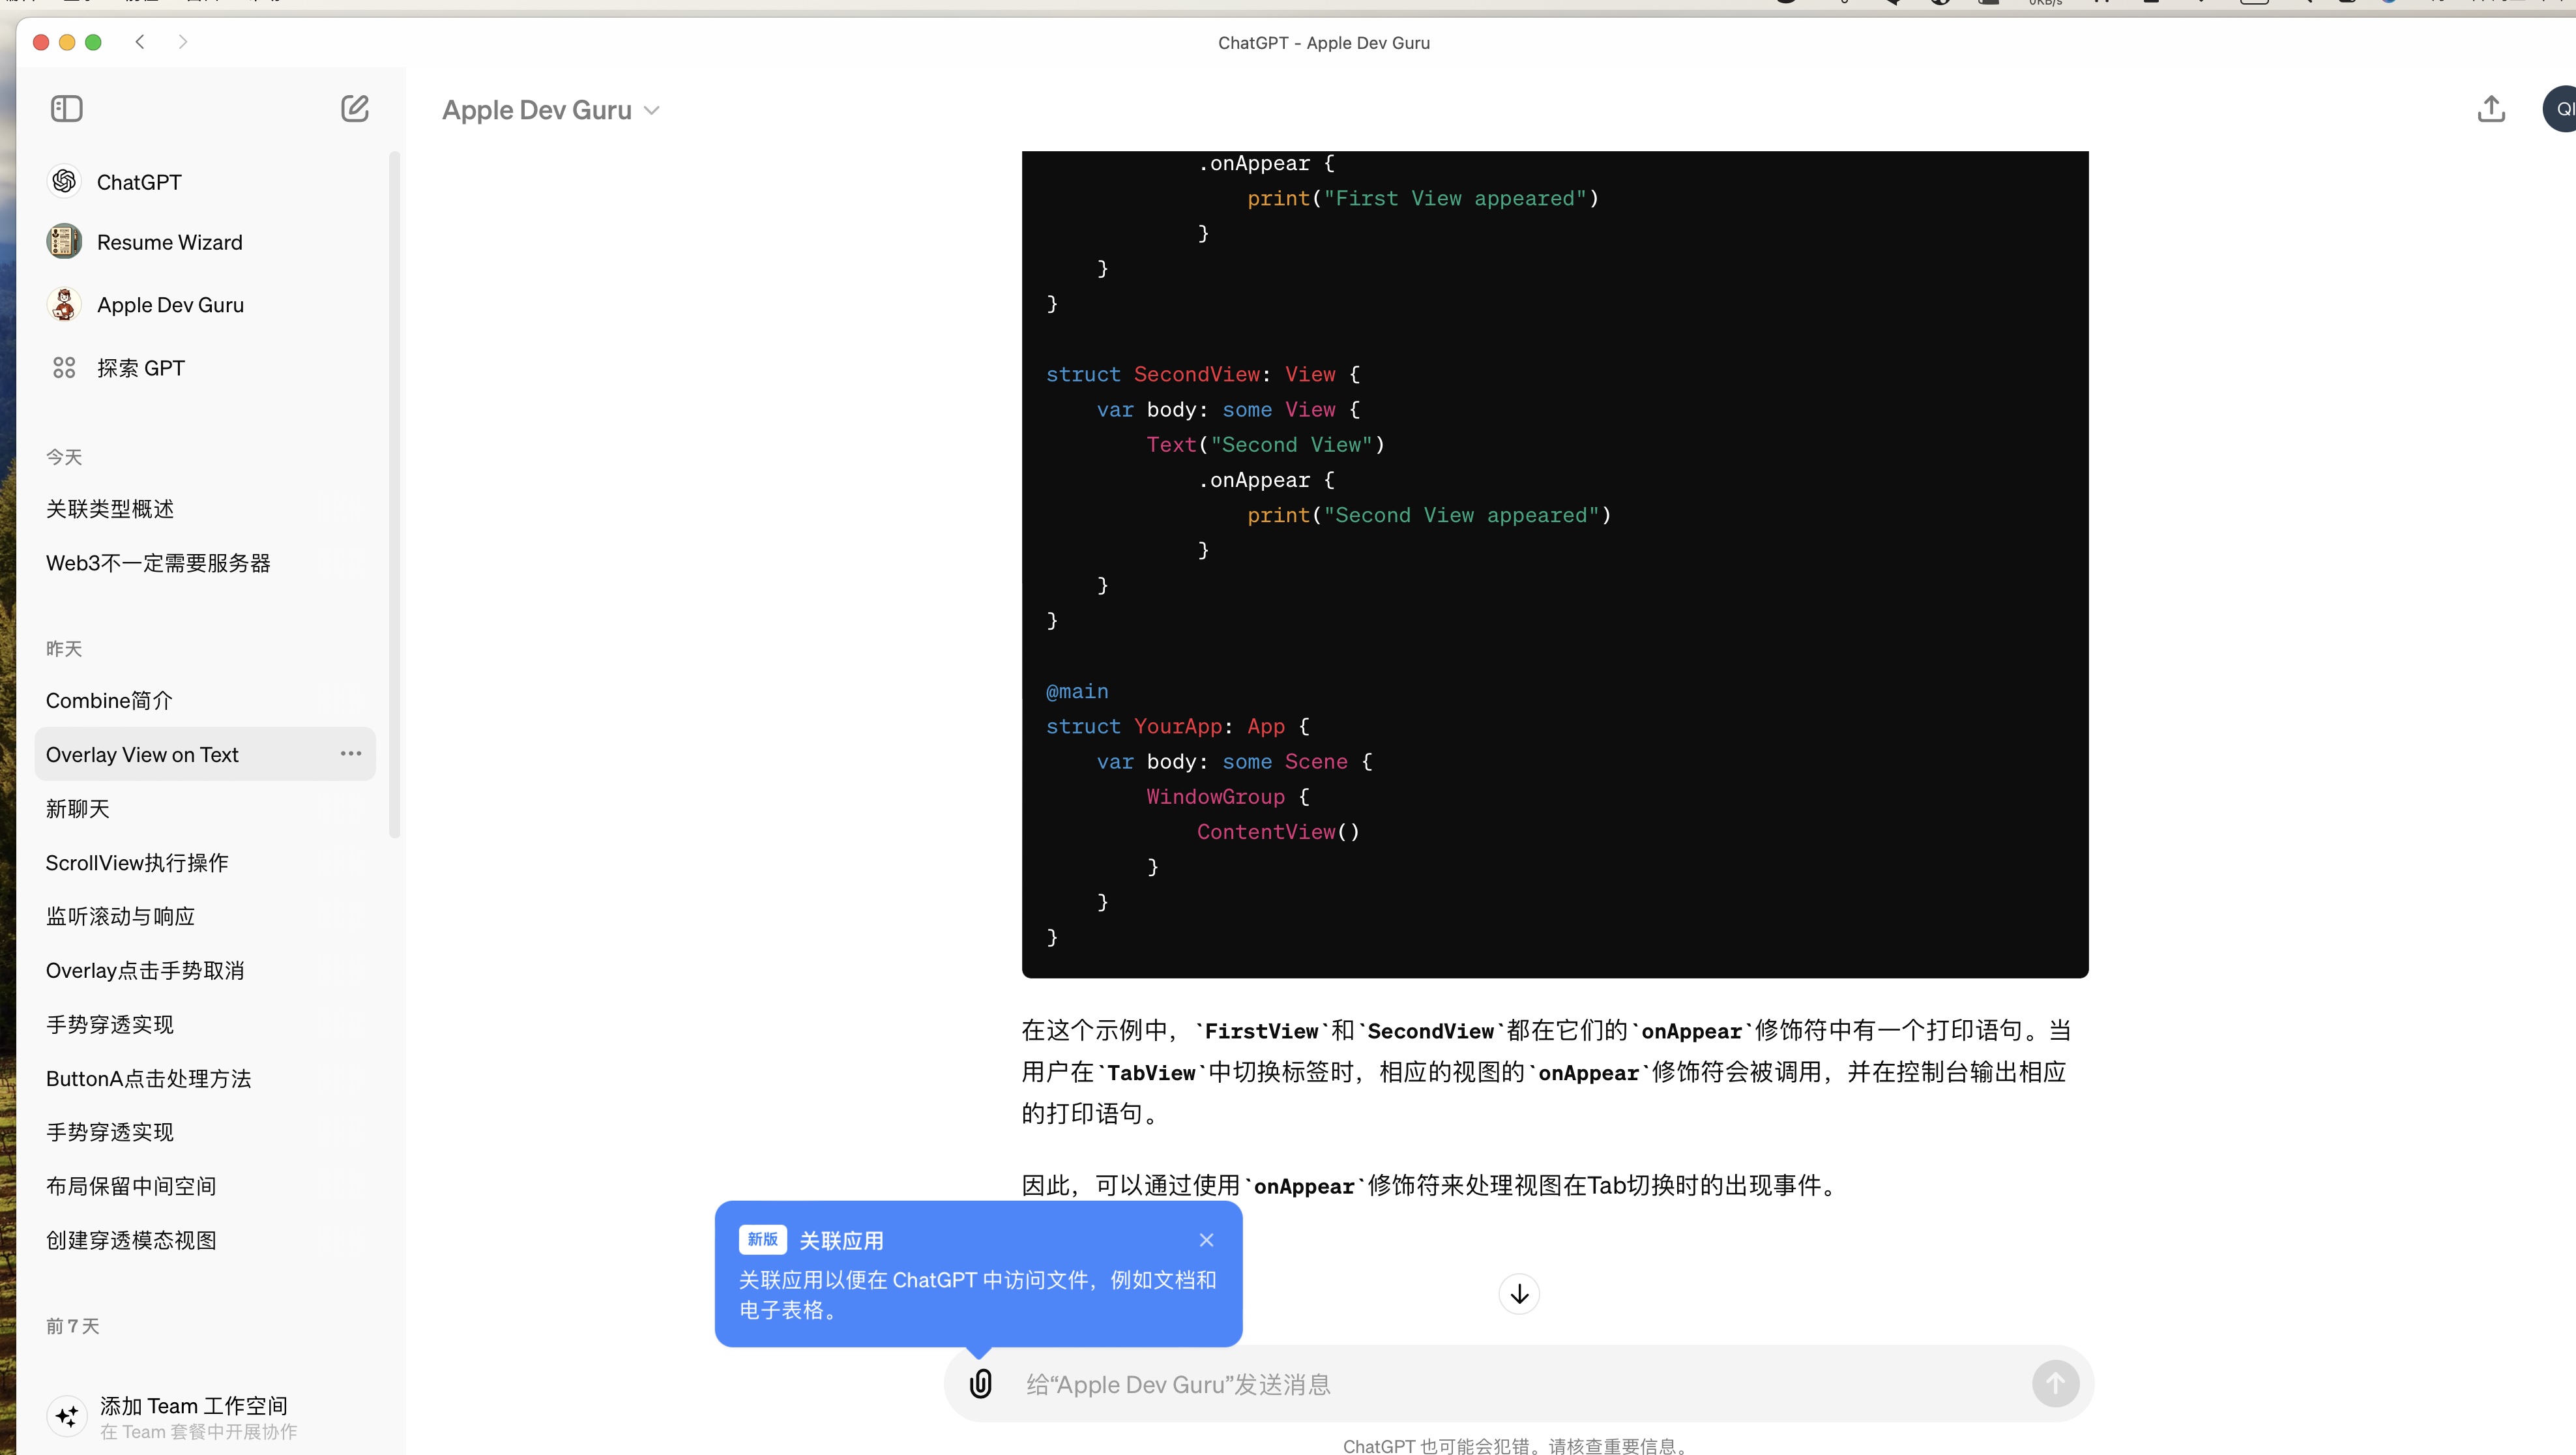 0KB/s
ChatGPT - Apple Dev Guru
Apple Dev Guru
ChatGPT
Resume Wizard
Apple Dev Guru
探索 GPT
今天
关联类型概述
Web3不一定需要服务器
昨天
Combine简介
Overlay View on Text
新聊天
ScrollView执行操作
监听滚动与响应
Overlay点击手势取消
手势穿透实现
ButtonA点击处理方法
手势穿透实现
布局保留中间空间
创建穿透模态视图
前 7 天
添加 Team 工作空间
在 Team 套餐中开展协作
.onAppear {
print("First View appeared")
}
}
}
struct SecondView: View {
var body: some View {
Text("Second View")
.onAppear {
print("Second View appeared")
}
}
}
@main
struct YourApp: App {
var body: some Scene {
WindowGroup {
ContentView()
}
}
}
在这个示例中，`FirstView`和`SecondView`都在它们的`onAppear`修饰符中有一个打印语句。当
用户在`TabView`中切换标签时，相应的视图的`onAppear`修饰符会被调用，并在控制台输出相应
的打印语句。
因此，可以通过使用`onAppear`修饰符来处理视图在Tab切换时的出现事件。
新版 关联应用
关联应用以便在 ChatGPT 中访问文件，例如文档和
电子表格。
给“Apple Dev Guru”发送消息
ChatGPT 也可能会犯错。请核查重要信息。